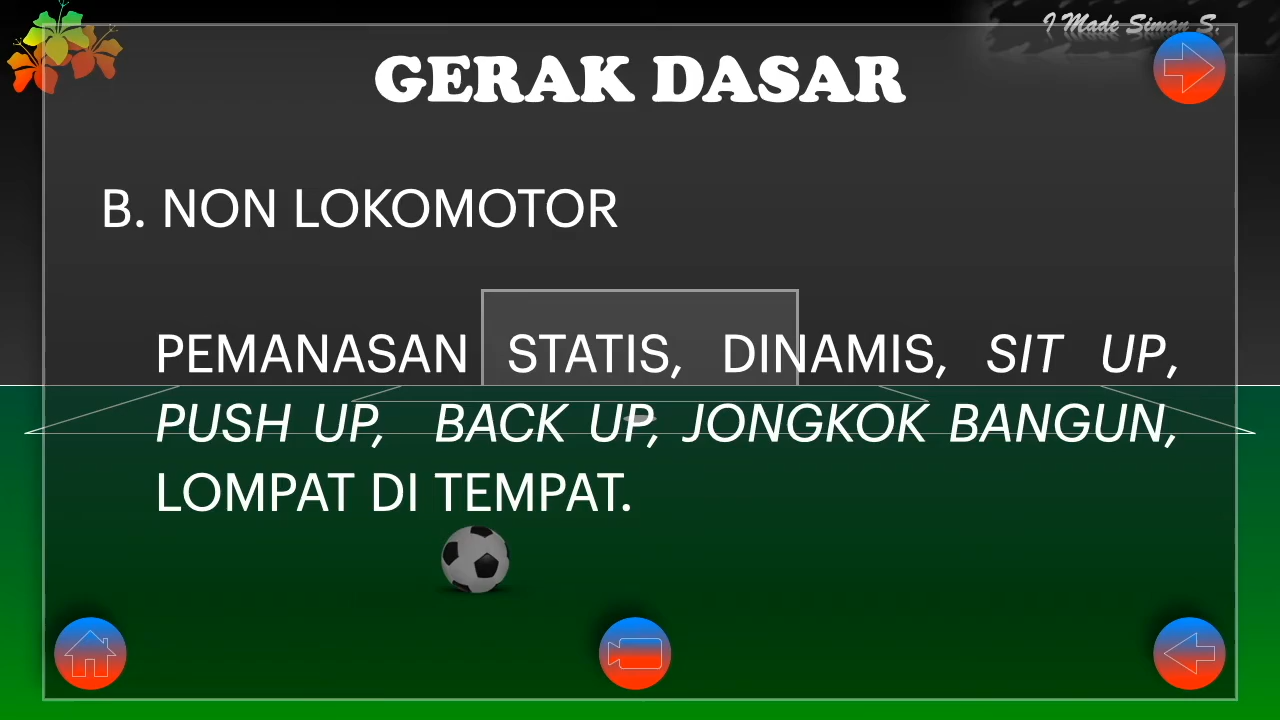 I Made Siman S.
GERAK DASAR
B. NON LOKOMOTOR
PEMANASAN STATIS, DINAMIS, SIT UP,
PUSH UP, BACK UP, JONGKOK BANGUN,
LOMPAT DI TEMPAT.